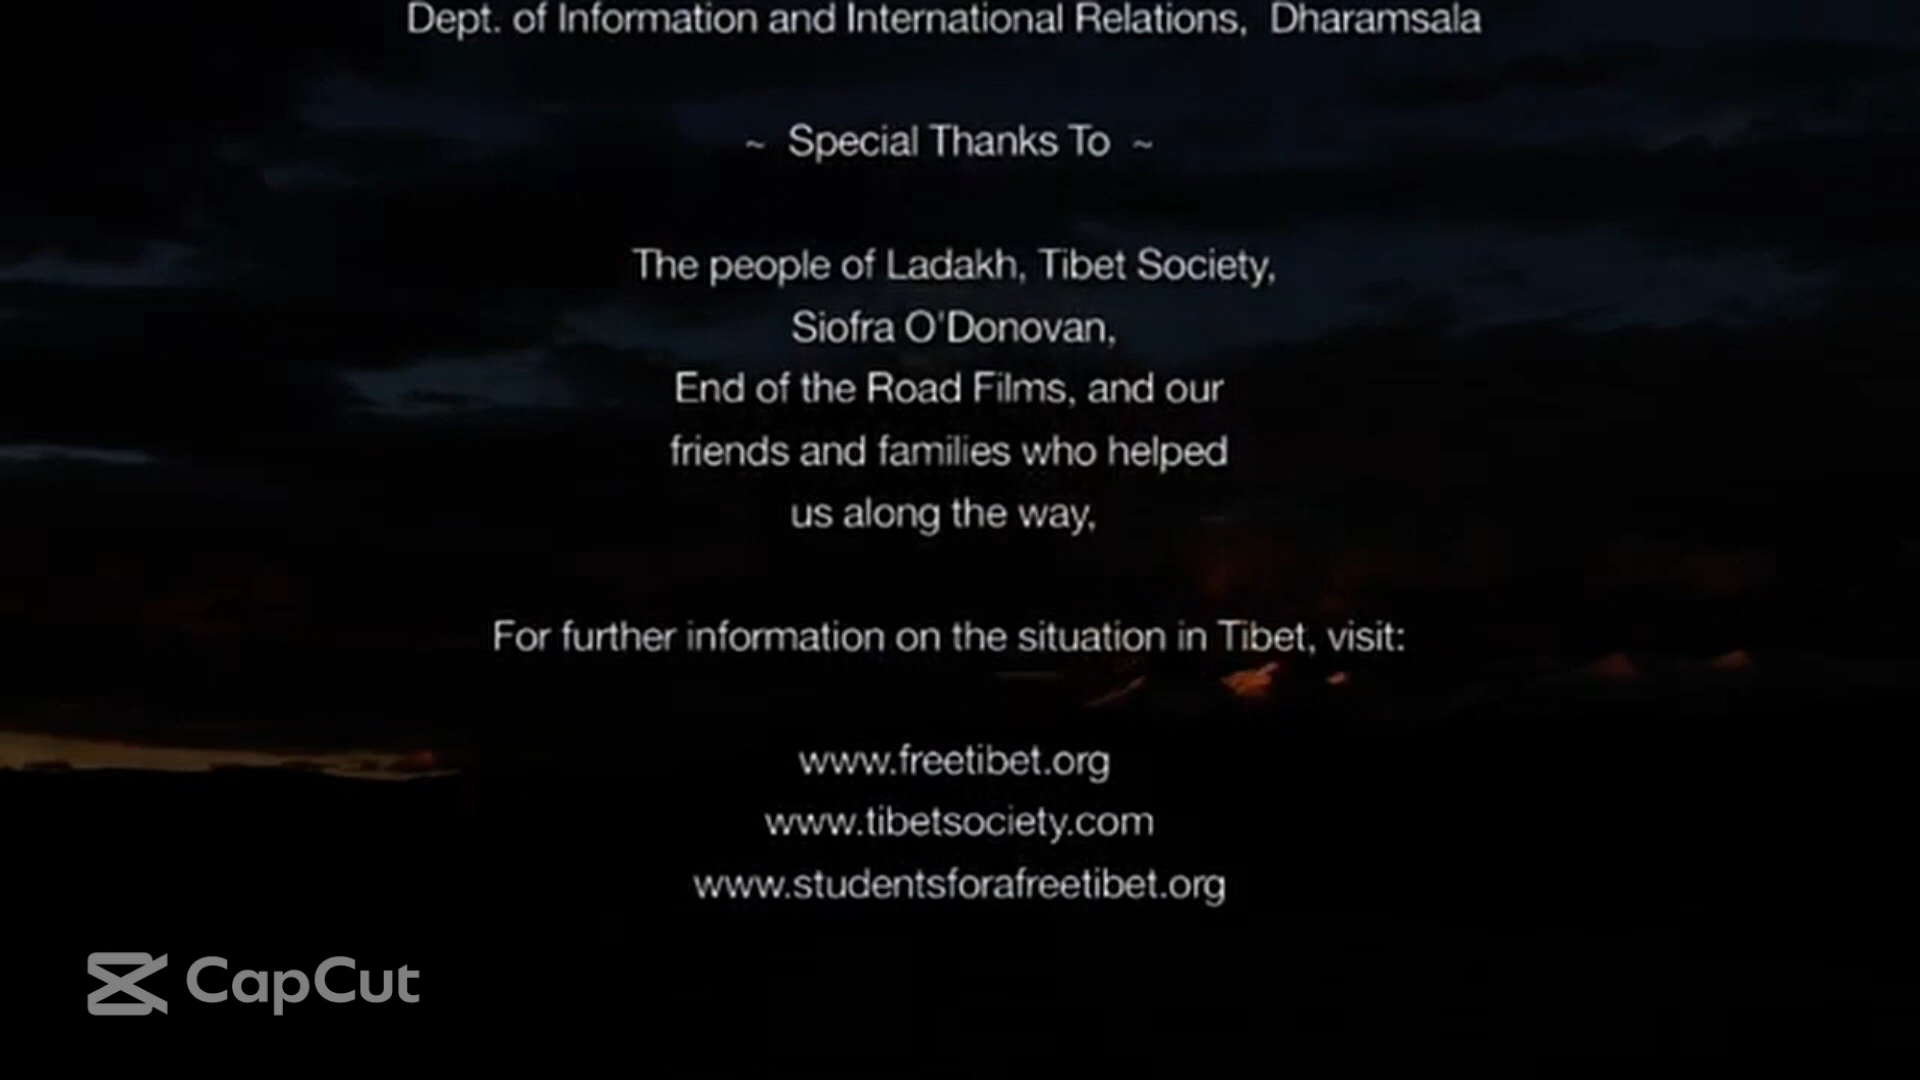 Dept. of Information and International Relations, Dharamsala
~ Special Thanks To ~
The people of Ladakh, Tibet Society,
Siofra O'Donovan,
End of the Road Films, and our
friends and families who helped
us along the way,
For further information on the situation in Tibet, visit:
www.freetibet.org
www.tibetsociety.com
www.studentsforafreetibet.org
CapCut